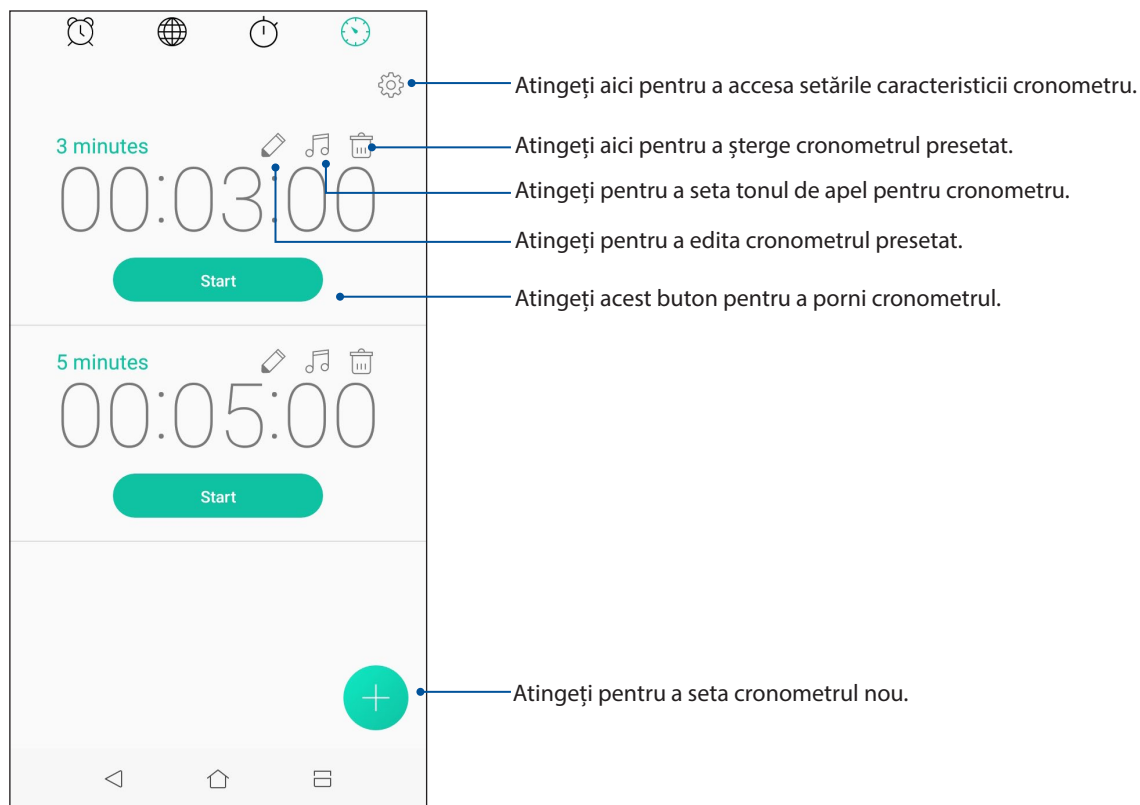 Atingeți aici pentru a accesa setările caracteristicii cronometru.
3 minutes
Atingeți aici pentru a șterge cronometrul presetat.
00:03:00
Atingeți pentru a seta tonul de apel pentru cronometru.
Atingeți pentru a edita cronometrul presetat.
Start
Atingeți acest buton pentru a porni cronometrul.
5 minutes
00:05:00
Start
Atingeți pentru a seta cronometrul nou.